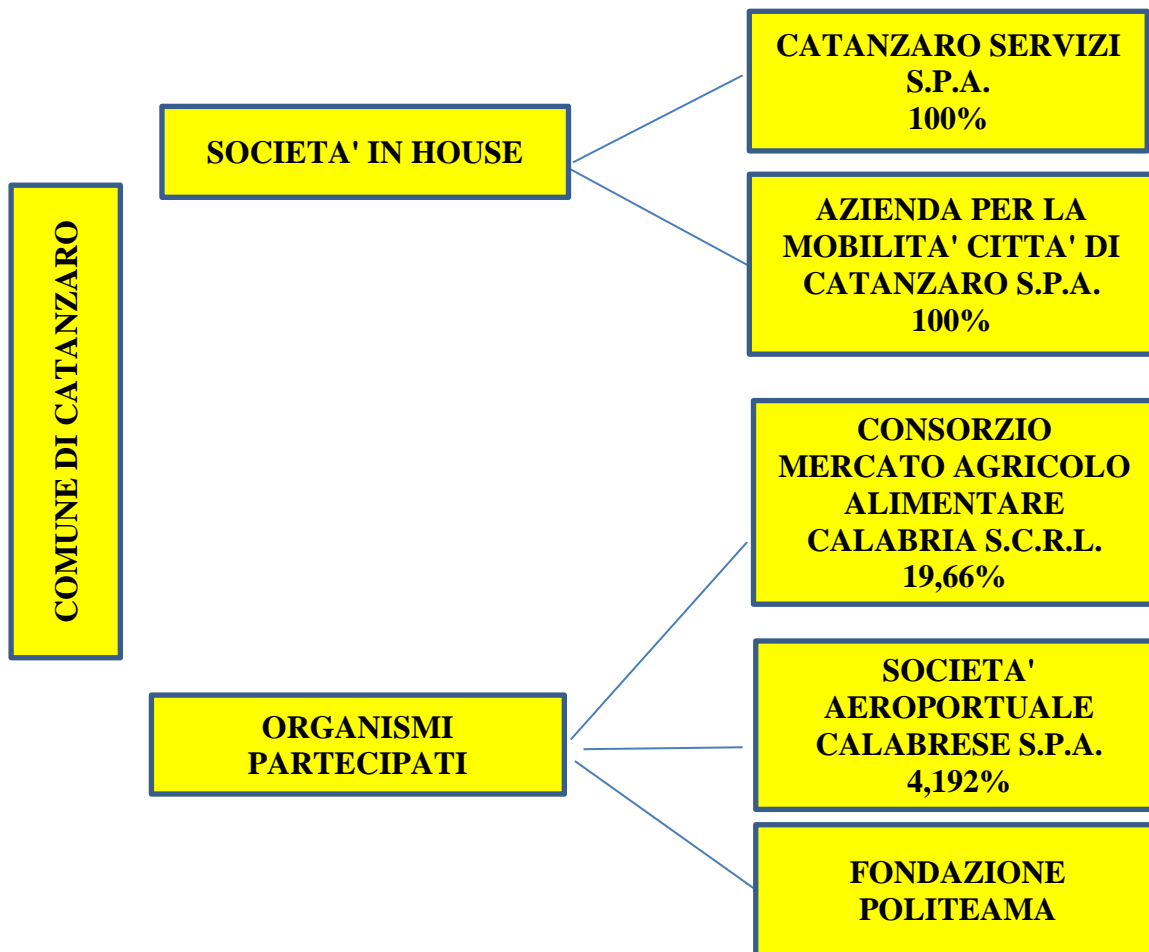 COMUNE DI CATANZARO
SOCIETA' IN HOUSE
CATANZARO SERVIZI
S.P.A.
100%
AZIENDA PER LA
MOBILITA' CITTA' DI
CATANZARO S.P.A.
100%
ORGANISMI
PARTECIPATI
CONSORZIO
MERCATO AGRICOLO
ALIMENTARE
CALABRIA S.C.R.L.
19,66%
SOCIETA'
AEROPORTUALE
CALABRESE S.P.A.
4,192%
FONDAZIONE
POLITEAMA